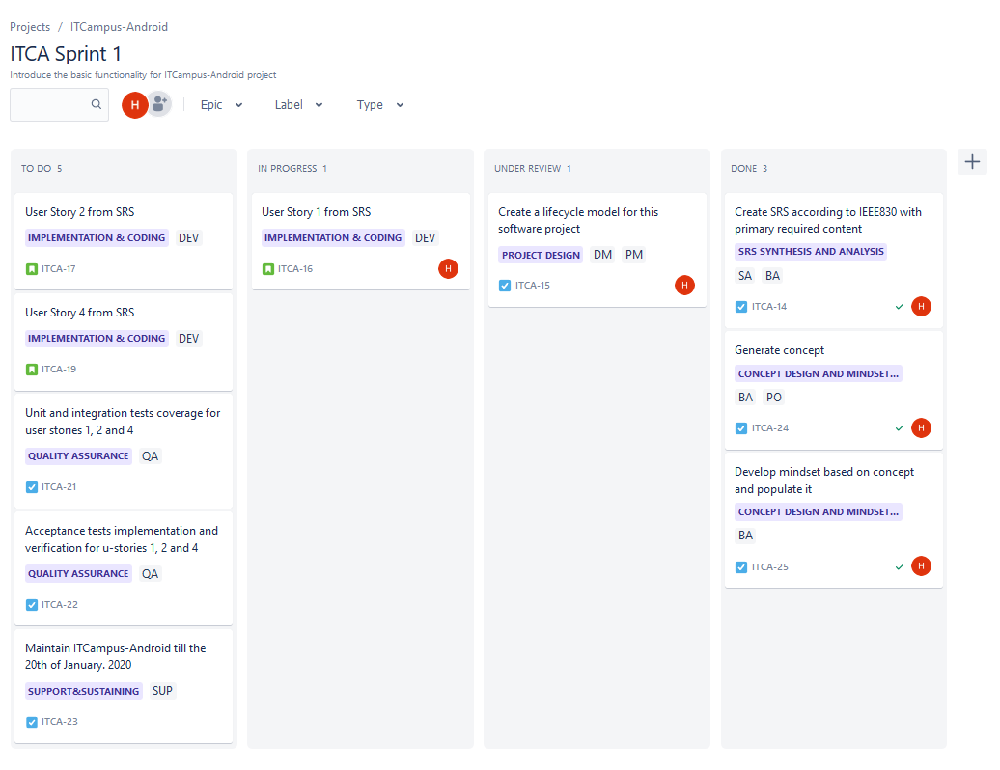 Projects / ITCampus-Android
ITCA Sprint 1
Introduce the basic functionality for ITCampus-Android project
H
Epic
Label
Type
TO DO 5
User Story 2 from SRS
IMPLEMENTATION & CODING DEV
ITCA-17
User Story 4 from SRS
IMPLEMENTATION & CODING DEV
ITCA-19
Unit and integration tests coverage for
user stories 1, 2 and 4
QUALITY ASSURANCE QA
ITCA-21
Acceptance tests implementation and
verification for u-stories 1, 2 and 4
QUALITY ASSURANCE QA
ITCA-22
Maintain ITCampus-Android till the
20th of January. 2020
SUPPORT&SUSTAINING SUP
ITCA-23
IN PROGRESS 1
User Story 1 from SRS
IMPLEMENTATION & CODING DEV
ITCA-16 H
UNDER REVIEW 1
Create a lifecycle model for this
software project
PROJECT DESIGN DM PM
ITCA-15 H
DONE 3
Create SRS according to IEEE830 with
primary required content
SRS SYNTHESIS AND ANALYSIS
SA BA
ITCA-14 H
Generate concept
CONCEPT DESIGN AND MINDSET...
BA PO
ITCA-24 H
Develop mindset based on concept
and populate it
CONCEPT DESIGN AND MINDSET...
BA
ITCA-25 H